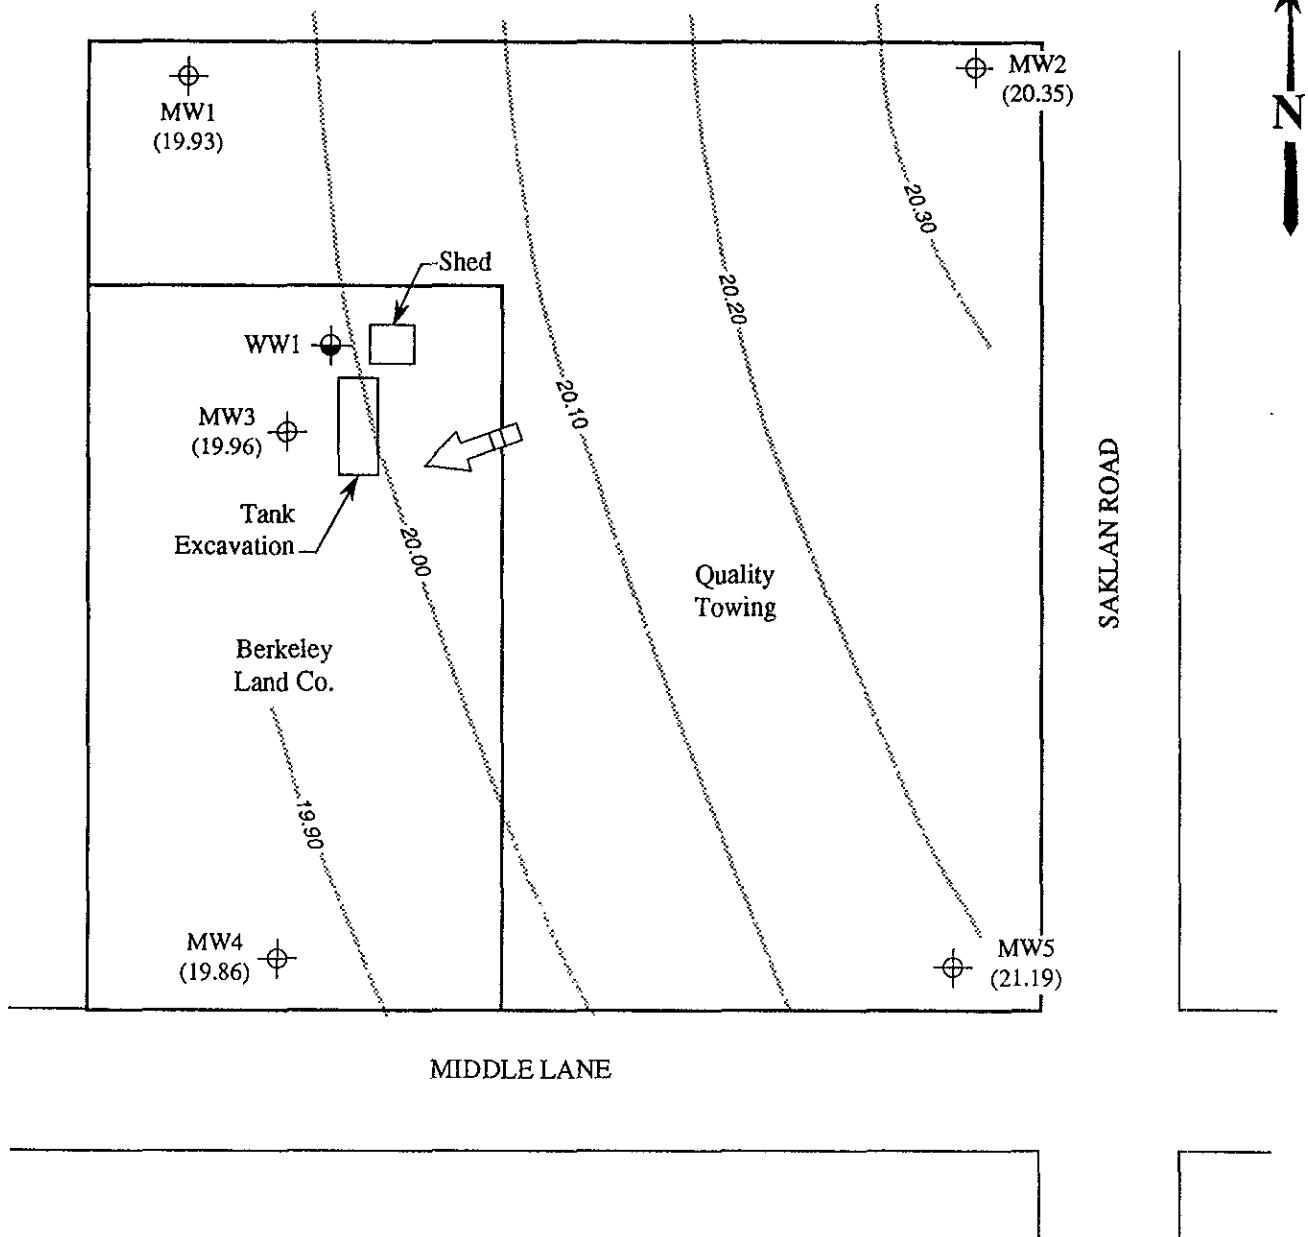 MW1
(19.93)
MW2
(20.35)
N
20.30
Shed
20.20
WW1
20.10
MW3
(19.96)
Tank
Excavation
20.00
Quality
Towing
SAKLAN ROAD
Berkeley
Land Co.
19.90
MW4
(19.86)
MW5
(21.19)
MIDDLE LANE